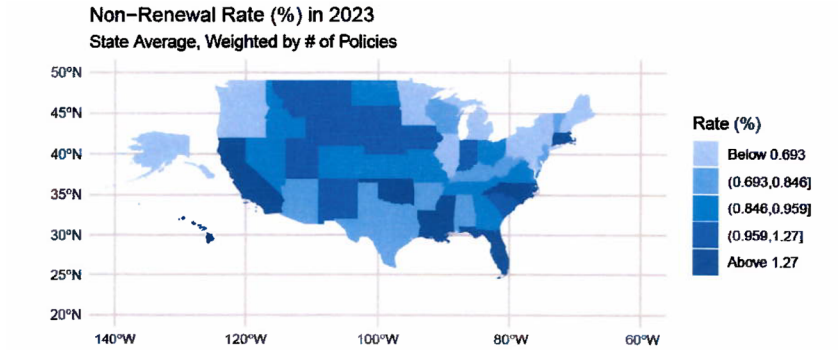 Non-Renewal Rate (%) in 2023
State Average, Weighted by # of Policies
50°N
45°N
40°N
35°N
30°N
25°N
20°N
140°W 120°W 100°W 80°W 60°W
Rate (%)
Below 0.693
(0.693,0.846]
(0.846,0.959]
(0.959,1.27]
Above 1.27